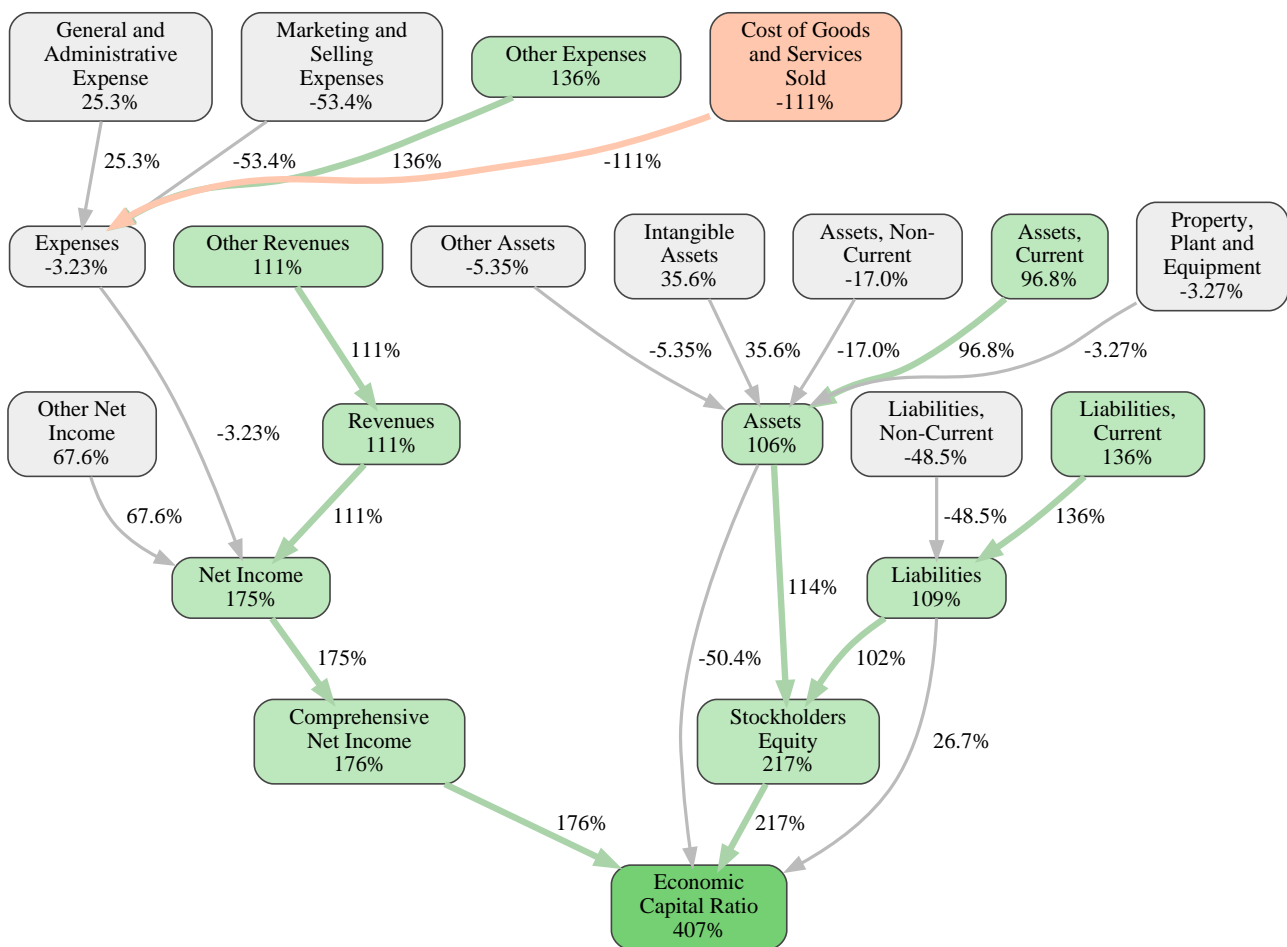 General and
Administrative
Expense
25.3%
Marketing and
Selling
Expenses
-53.4%
Other Expenses
136%
Cost of Goods
and Services
Sold
-111%
25.3%
-53.4%
136%
-111%
Expenses
-3.23%
Other Revenues
111%
Other Assets
-5.35%
Intangible
Assets
35.6%
Assets, Non-
Current
-17.0%
Assets,
Current
96.8%
Property,
Plant and
Equipment
-3.27%
111%
-5.35%
35.6%
-17.0%
96.8%
-3.27%
Other Net
Income
67.6%
-3.23%
Revenues
111%
Assets
106%
Liabilities,
Non-Current
-48.5%
Liabilities,
Current
136%
67.6%
111%
-48.5%
136%
Net Income
175%
114%
Liabilities
109%
175%
-50.4%
102%
Comprehensive
Net Income
176%
Stockholders
Equity
217%
26.7%
176%
217%
Economic
Capital Ratio
407%